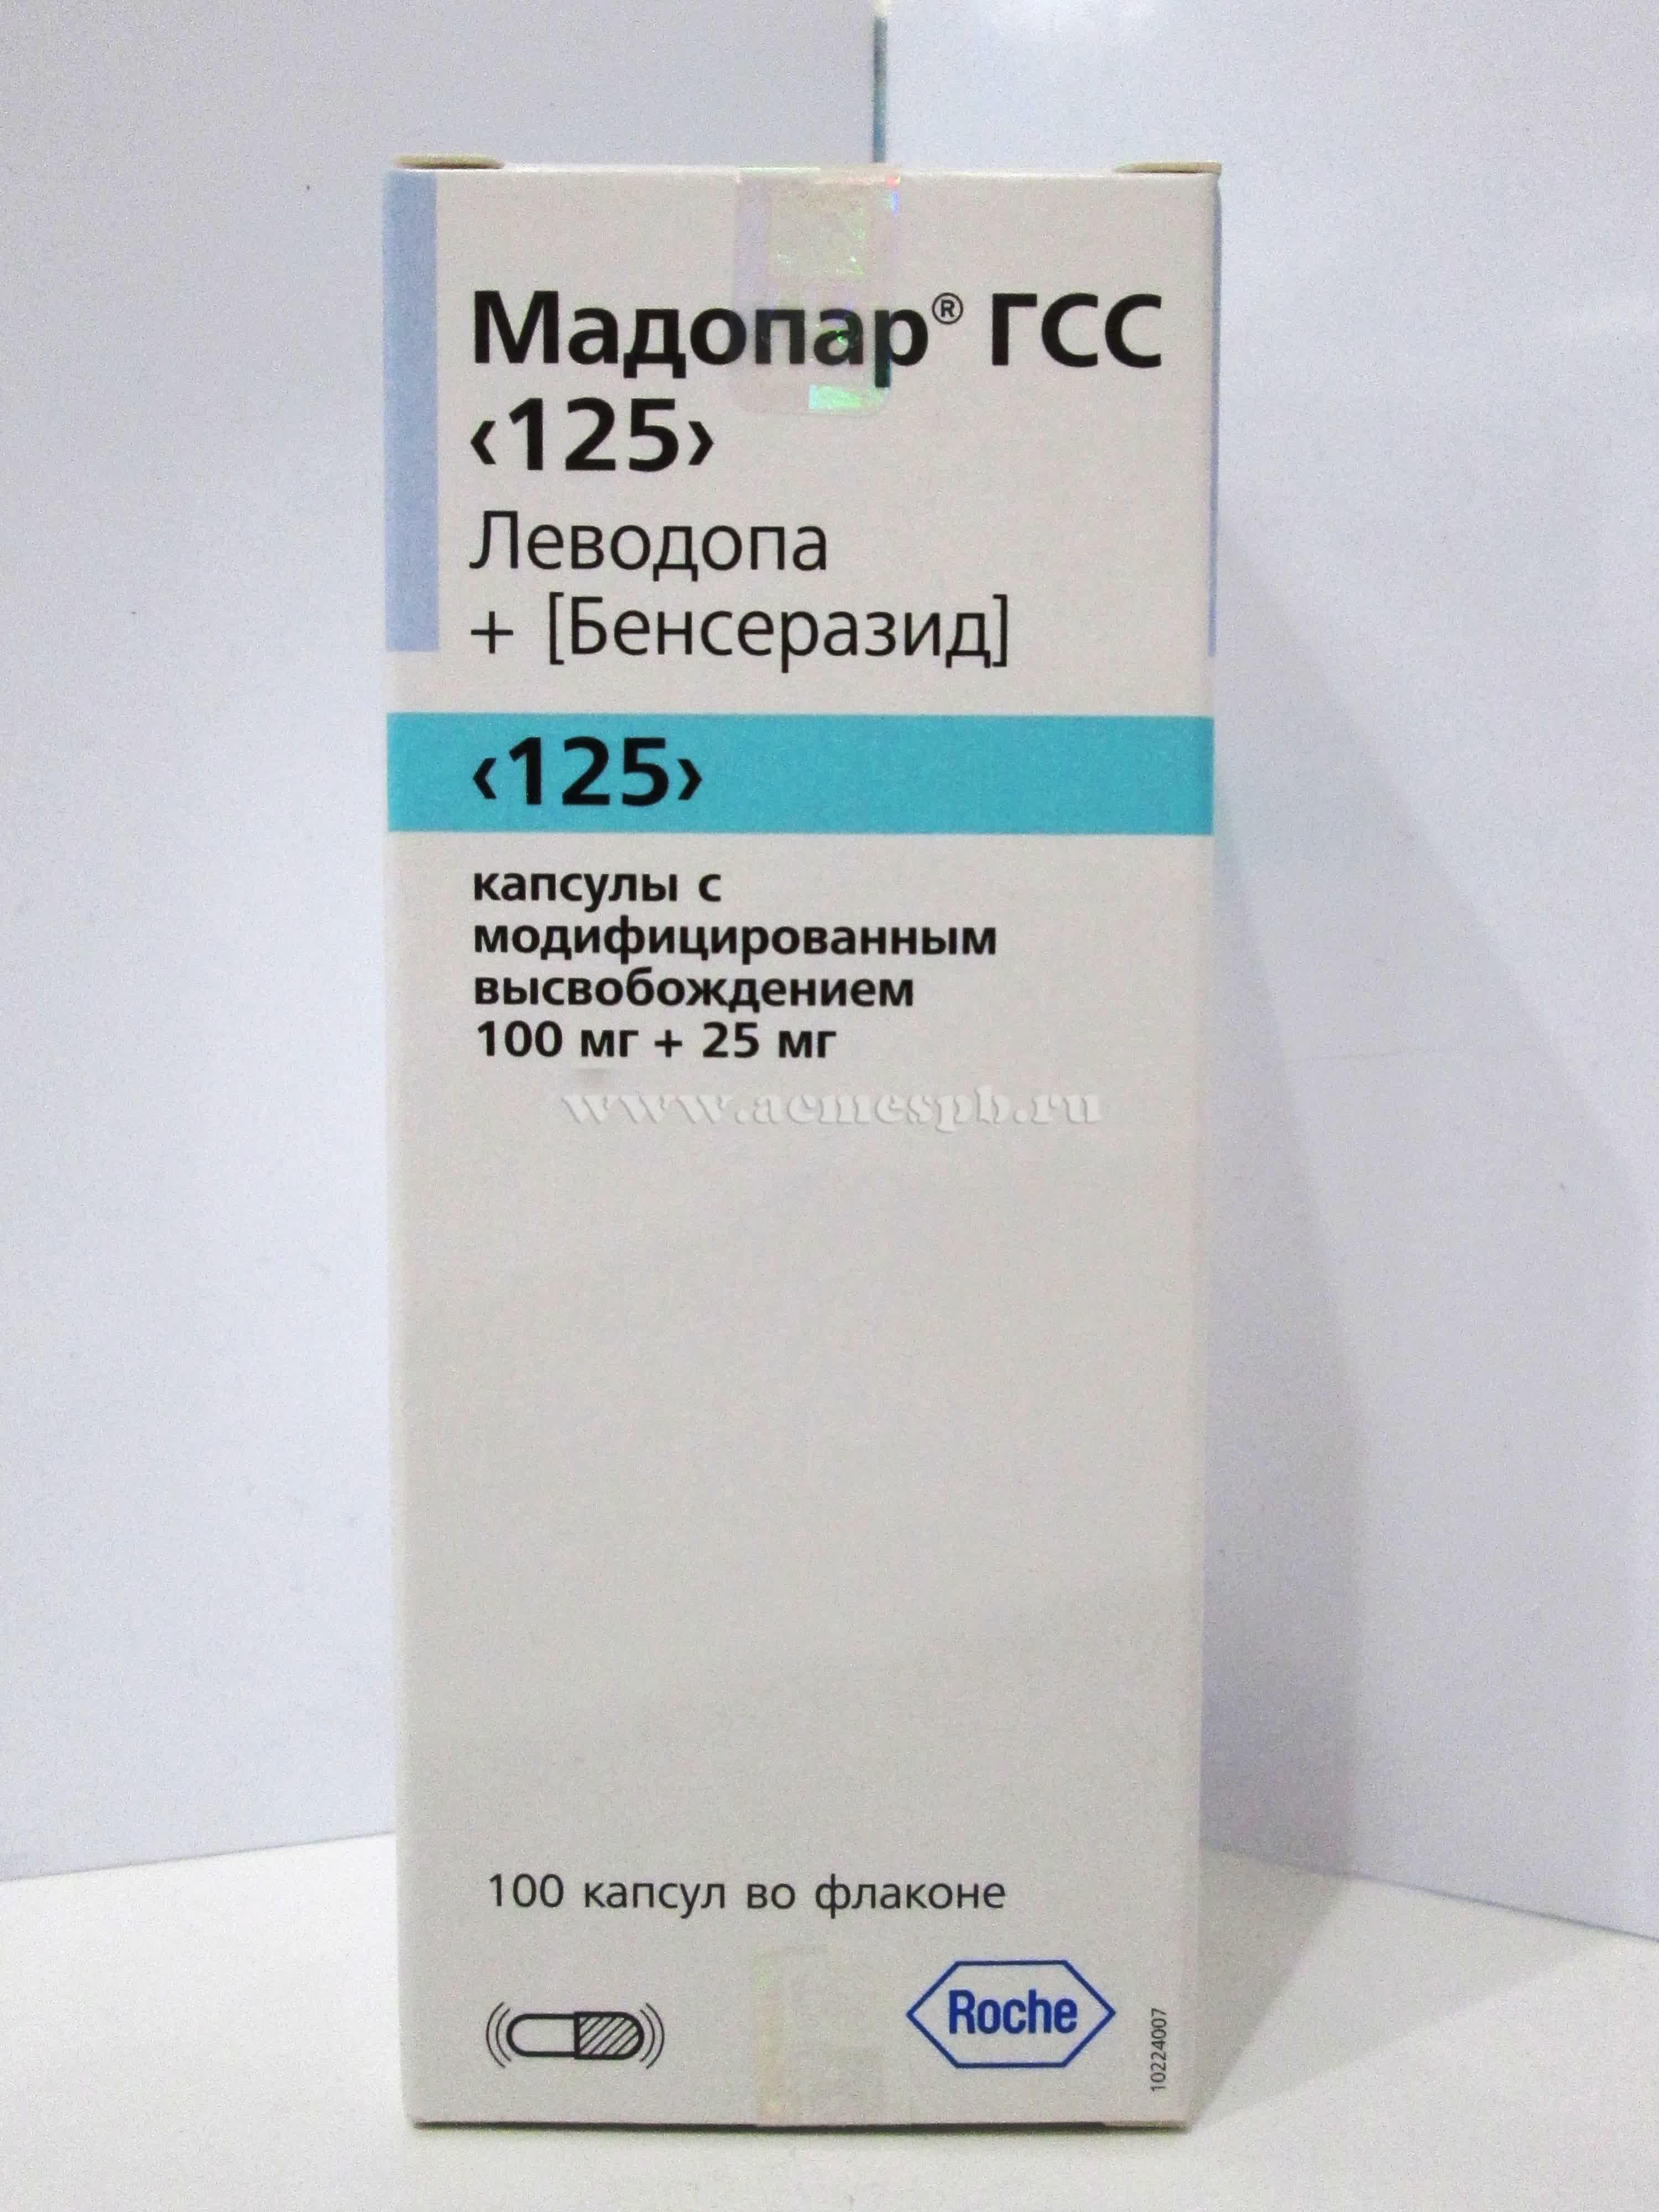 Мадопар® ГСС
‹125›
Леводопа
+ [Бенсеразид]
‹125›
капсулы с
модифицированным
высвобождением
100 мг + 25 мг
www.acmespb.ru
100 капсул во флаконе
Roche
10224007